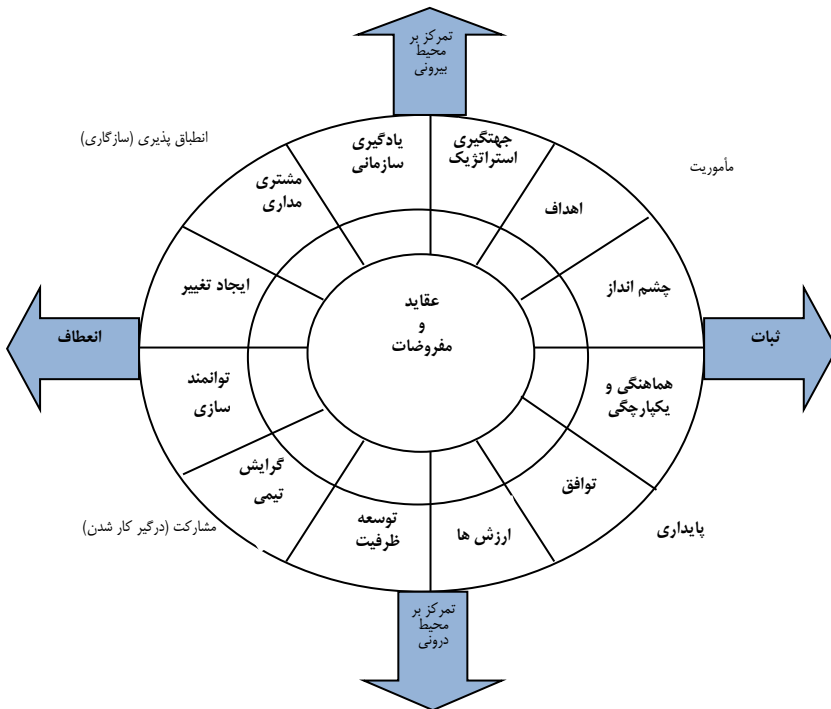 تمرکز بر
محیط
بیرونی
انطباق پذیری (سازگاری)
مأموریت
یادگیری
سازمانی
جهتگیری
استراتژیک
مشتری
مداری
اهداف
ایجاد تغییر
چشم انداز
عقاید
و
مفروضات
انعطاف
ثبات
توانمند
سازی
هماهنگی و
یکپارچگی
گرایش
تیمی
توافق
توسعه
ظرفیت
ارزش ها
مشارکت (درگیر کار شدن)
پایداری
تمرکز بر
محیط
درونی